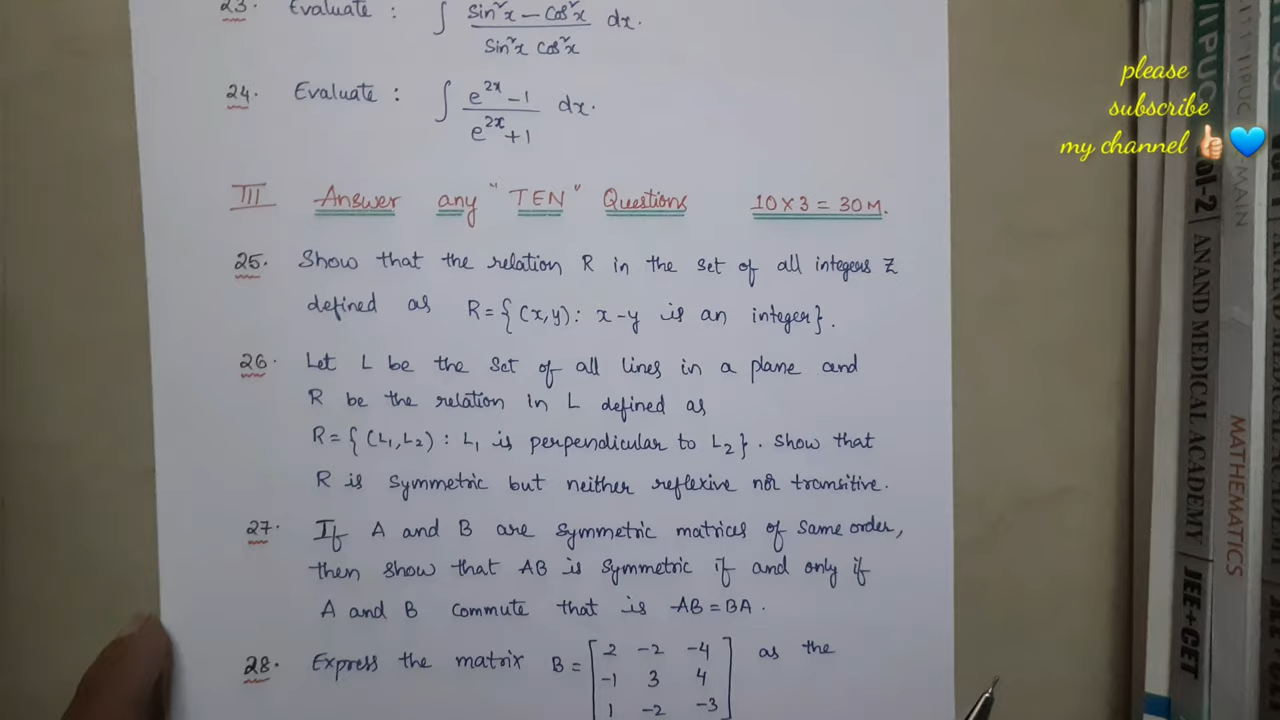 23. Evaluate : ∫ (Sin²x - Cos²x)/(Sin²x Cos²x) dx.
24. Evaluate : ∫ (e^{2x} - 1)/(e^{2x} + 1) dx.
III Answer any "TEN" Questions 10 X 3 = 30 M.
25. Show that the relation R in the set of all integers Z
defined as R = {(x,y): x-y is an integer}.
26. Let L be the set of all lines in a plane and
R be the relation in L defined as
R = {(L₁,L₂) : L₁ is perpendicular to L₂}. Show that
R is symmetric but neither reflexive nor transitive.
27. If A and B are symmetric matrices of same order,
then show that AB is symmetric if and only if
A and B commute that is AB = BA.
28. Express the matrix B = [2 -2 -4 as the
-1 3 4
1 -2 -3]
please
subscribe
my channel 👍🏻💙
ANAND MEDICAL ACADEMY
JEE+CET
MATHEMATICS
MAIN